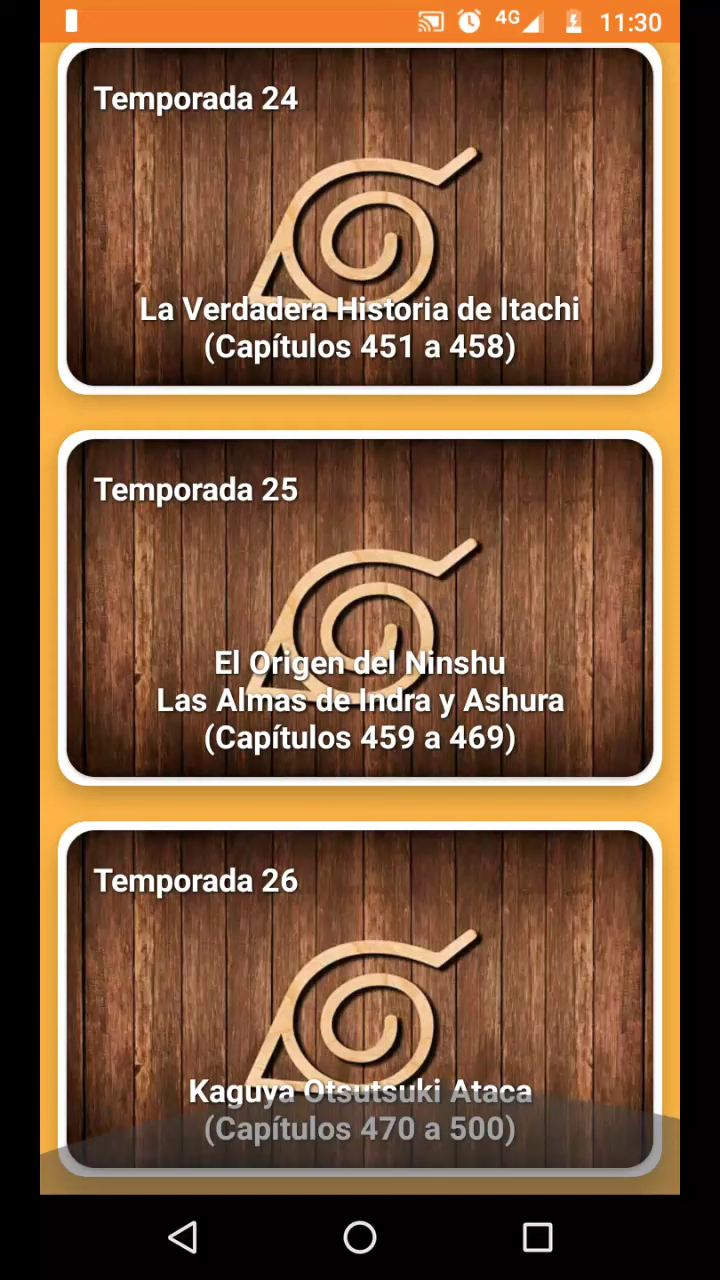 4G 11:30
Temporada 24
La Verdadera Historia de Itachi
(Capítulos 451 a 458)
Temporada 25
El Origen del Ninshu
Las Almas de Indra y Ashura
(Capítulos 459 a 469)
Temporada 26
Kaguya Otsutsuki Ataca
(Capítulos 470 a 500)